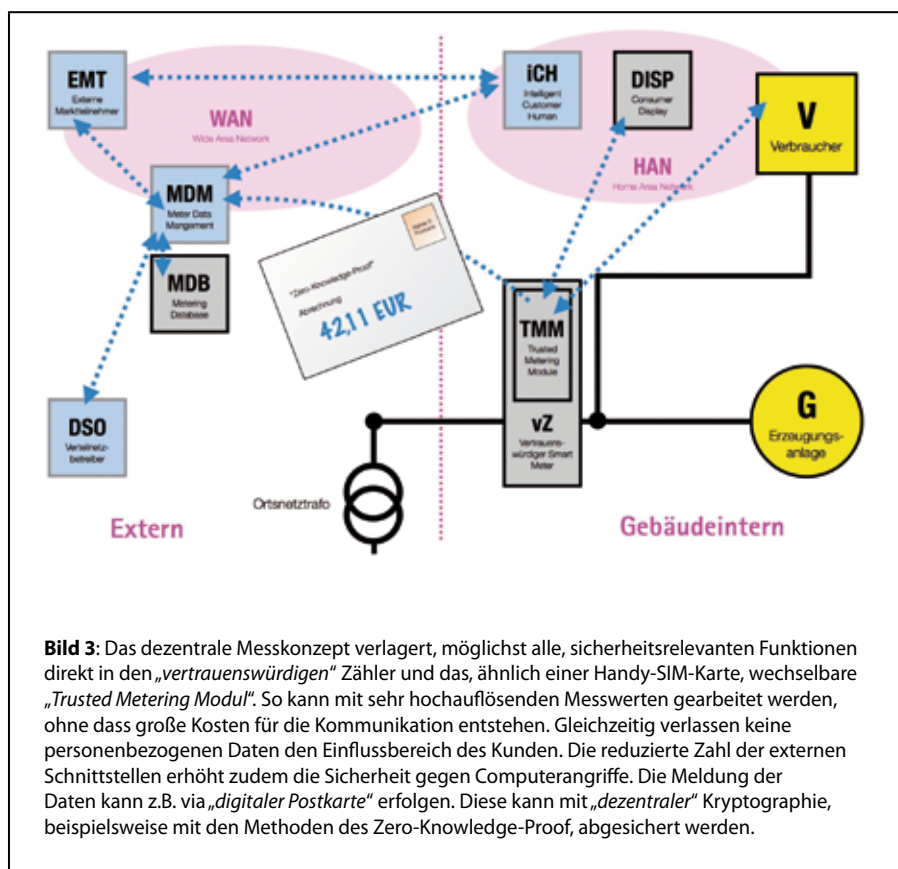 EMT
Externe
Marktteilnehmer
WAN
Wide Area Network
iCH
Intelligent
Customer
Human
DISP
Consumer
Display
V
Verbraucher
HAN
Home Area Network
MDM
Meter Data
Mangement
MDB
Metering
Database
"Zero-Knowledge-Proof"
Abrechnung
42,11 EUR
TMM
Trusted
Metering
Module
vZ
Vertrauens-
würdiger Smart
Meter
G
Erzeugungs-
anlage
DSO
Verteilnetz-
betreiber
Ortsnetztrafo
Extern
Gebäudeintern
Bild 3: Das dezentrale Messkonzept verlagert, möglichst alle, sicherheitsrelevanten Funktionen
direkt in den „vertrauenswürdigen“ Zähler und das, ähnlich einer Handy-SIM-Karte, wechselbare
„Trusted Metering Modul“. So kann mit sehr hochauflösenden Messwerten gearbeitet werden,
ohne dass große Kosten für die Kommunikation entstehen. Gleichzeitig verlassen keine
personenbezogenen Daten den Einflussbereich des Kunden. Die reduzierte Zahl der externen
Schnittstellen erhöht zudem die Sicherheit gegen Computerangriffe. Die Meldung der
Daten kann z.B. via „digitaler Postkarte“ erfolgen. Diese kann mit „dezentraler“ Kryptographie,
beispielsweise mit den Methoden des Zero-Knowledge-Proof, abgesichert werden.